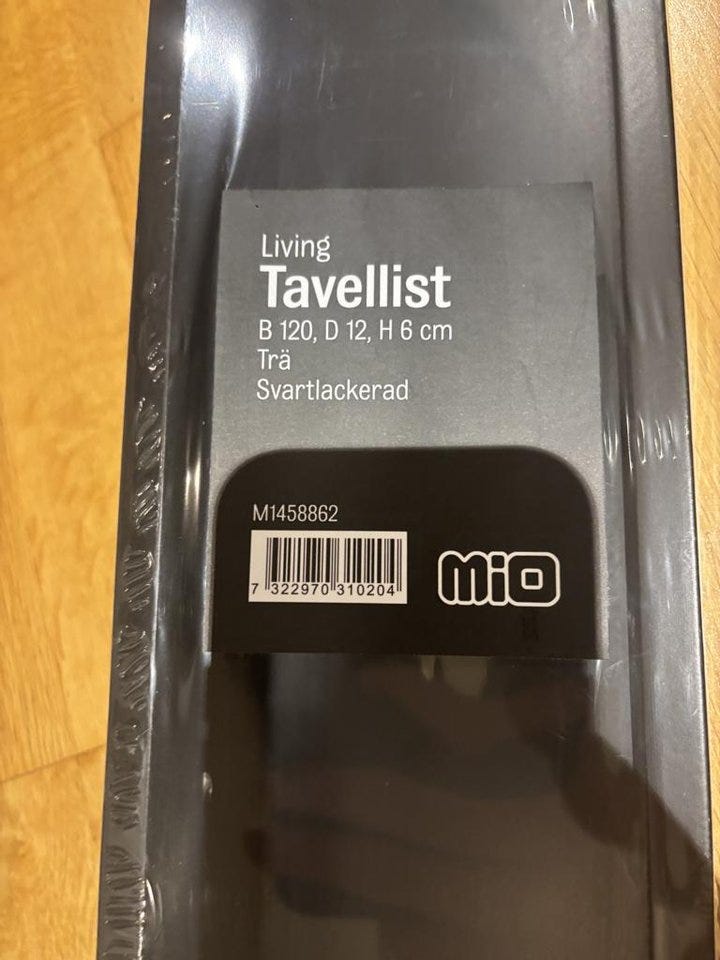 Living
Tavellist
B 120, D 12, H 6 cm
Trä
Svartlackerad
M1458862
7 322970 310204
MiO